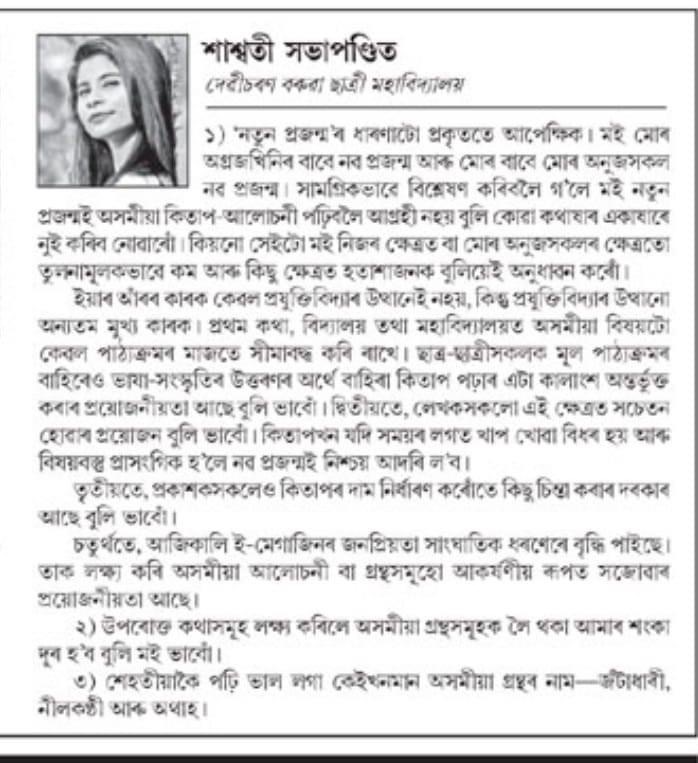 শাশ্বতী সভাপণ্ডিত
দেৱীচৰণ বৰুৱা ছাত্ৰী মহাবিদ্যালয়
১) 'নতুন প্ৰজন্ম'ৰ ধাৰণাটো প্ৰকৃততে আপেক্ষিক। মই মোৰ
অগ্ৰজখিনিৰ বাবে নৱ প্ৰজন্ম আৰু মোৰ বাবে মোৰ অনুজসকল
নৱ প্ৰজন্ম। সামগ্ৰিকভাৱে বিশ্লেষণ কৰিবলৈ গ'লে মই নতুন
প্ৰজন্মই অসমীয়া কিতাপ-আলোচনী পঢ়িবলৈ আগ্ৰহী নহয় বুলি কোৱা কথাষাৰ একাষাৰে
নুই কৰিব নোৱাৰোঁ। কিয়নো সেইটো মই নিজৰ ক্ষেত্ৰত বা মোৰ অনুজসকলৰ ক্ষেত্ৰতো
তুলনামূলকভাৱে কম আৰু কিছু ক্ষেত্ৰত হতাশাজনক বুলিয়েই অনুধাৱন কৰোঁ।
ইয়াৰ আঁৰৰ কাৰক কেৱল প্ৰযুক্তিবিদ্যাৰ উত্থানেই নহয়, কিন্তু প্ৰযুক্তিবিদ্যাৰ উত্থানো
অন্যতম মুখ্য কাৰক। প্ৰথম কথা, বিদ্যালয় তথা মহাবিদ্যালয়ত অসমীয়া বিষয়টো
কেৱল পাঠ্যক্ৰমৰ মাজতে সীমাবদ্ধ কৰি ৰাখে। ছাত্ৰ-ছাত্ৰীসকলক মূল পাঠ্যক্ৰমৰ
বাহিৰেও ভাষা-সংস্কৃতিৰ উত্তৰণৰ অৰ্থে বাহিৰা কিতাপ পঢ়াৰ এটা কালাংশ অন্তৰ্ভুক্ত
কৰাৰ প্ৰয়োজনীয়তা আছে বুলি ভাবোঁ। দ্বিতীয়তে, লেখকসকলো এই ক্ষেত্ৰত সচেতন
হোৱাৰ প্ৰয়োজন বুলি ভাবোঁ। কিতাপখন যদি সময়ৰ লগত খাপ খোৱা বিধৰ হয় আৰু
বিষয়বস্তু প্ৰাসংগিক হ'লে নৱ প্ৰজন্মই নিশ্চয় আদৰি ল'ব।
তৃতীয়তে, প্ৰকাশকসকলেও কিতাপৰ দাম নিৰ্ধাৰণ কৰোঁতে কিছু চিন্তা কৰাৰ দৰকাৰ
আছে বুলি ভাবোঁ।
চতুৰ্থতে, আজিকালি ই-মেগাজিনৰ জনপ্ৰিয়তা সাংঘাতিক ধৰণেৰে বৃদ্ধি পাইছে।
তাক লক্ষ্য কৰি অসমীয়া আলোচনী বা গ্ৰন্থসমূহো আকৰ্ষণীয় ৰূপত সজোৱাৰ
প্ৰয়োজনীয়তা আছে।
২) উপৰোক্ত কথাসমূহ লক্ষ্য কৰিলে অসমীয়া গ্ৰন্থসমূহক লৈ থকা আমাৰ শংকা
দূৰ হ'ব বুলি মই ভাবোঁ।
৩) শেহতীয়াকৈ পঢ়ি ভাল লগা কেইখনমান অসমীয়া গ্ৰন্থৰ নাম—জঁটাধাৰী,
নীলকণ্ঠী আৰু অথাহ।